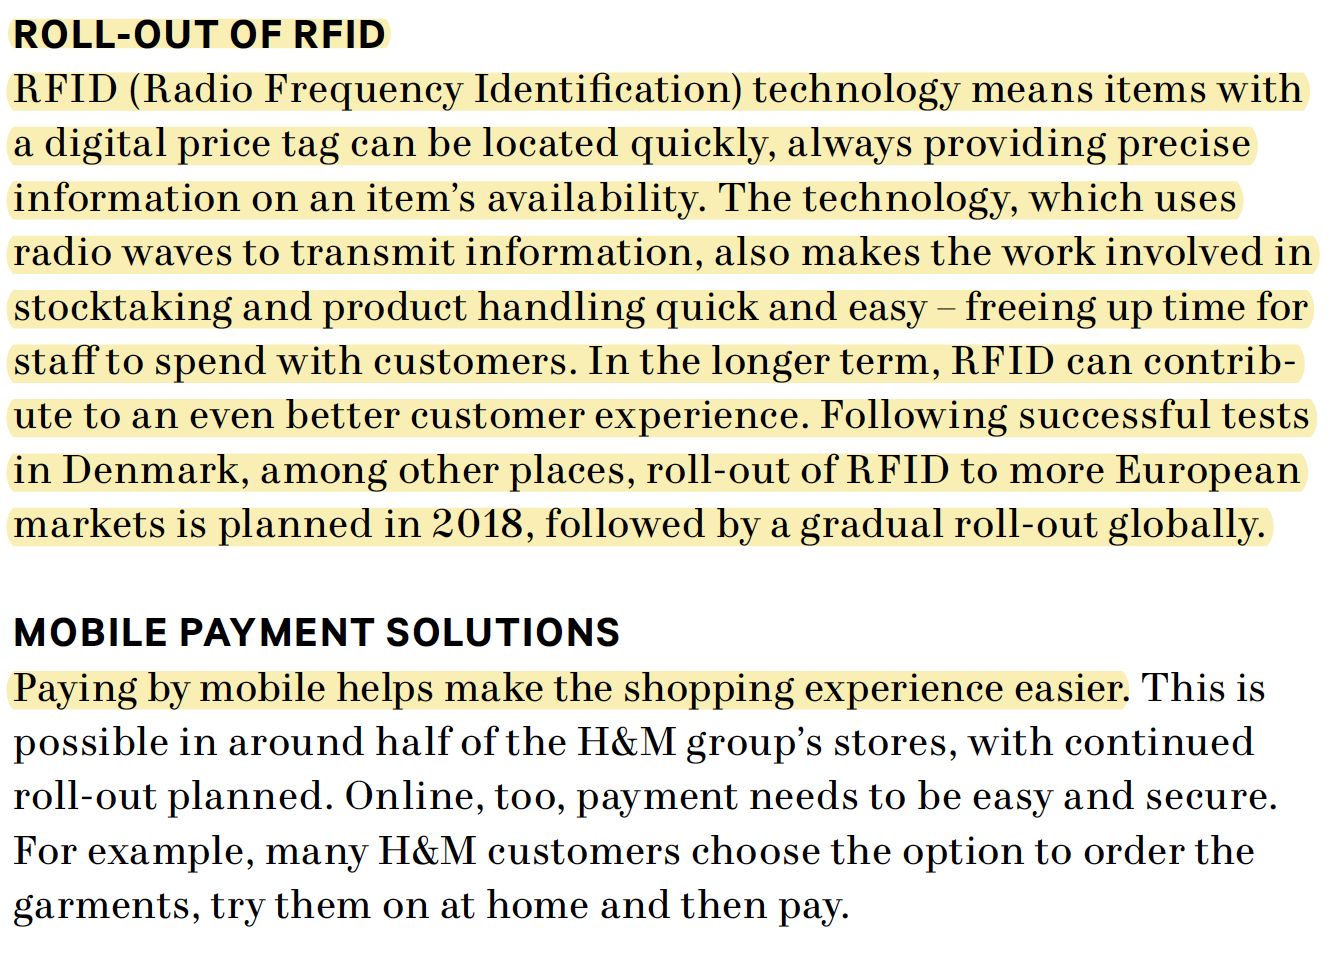 ROLL-OUT OF RFID
RFID (Radio Frequency Identification) technology means items with
a digital price tag can be located quickly, always providing precise
information on an item’s availability. The technology, which uses
radio waves to transmit information, also makes the work involved in
stocktaking and product handling quick and easy – freeing up time for
staff to spend with customers. In the longer term, RFID can contrib-
ute to an even better customer experience. Following successful tests
in Denmark, among other places, roll-out of RFID to more European
markets is planned in 2018, followed by a gradual roll-out globally.
MOBILE PAYMENT SOLUTIONS
Paying by mobile helps make the shopping experience easier. This is
possible in around half of the H&M group’s stores, with continued
roll-out planned. Online, too, payment needs to be easy and secure.
For example, many H&M customers choose the option to order the
garments, try them on at home and then pay.